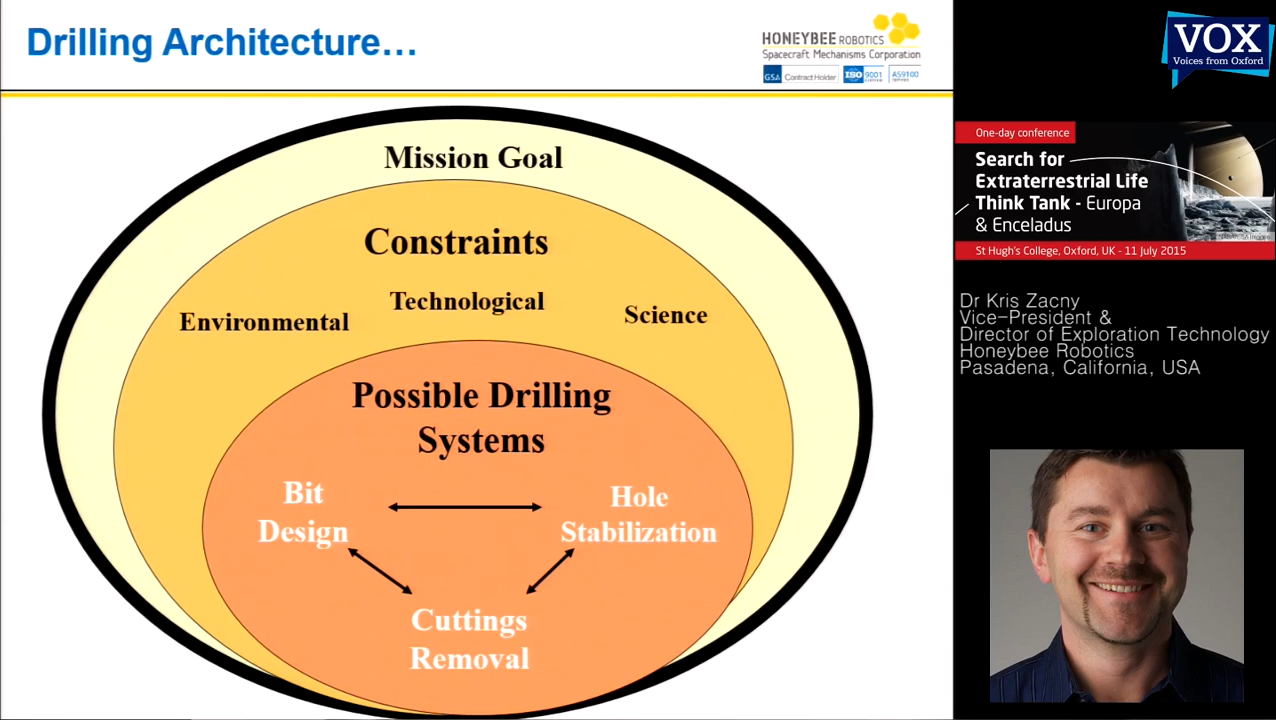 Drilling Architecture...
HONEYBEE ROBOTICS
Spacecraft Mechanisms Corporation
GSA Contract Holder ISO 9001 AS9100
Mission Goal
Constraints
Environmental
Technological
Science
Possible Drilling
Systems
Bit
Design
Hole
Stabilization
Cuttings
Removal
VOX
Voices from Oxford
One-day conference
Search for
Extraterrestrial Life
Think Tank - Europa
& Enceladus
St Hugh's College, Oxford, UK - 11 July 2015
Dr Kris Zacny
Vice-President &
Director of Exploration Technology
Honeybee Robotics
Pasadena, California, USA